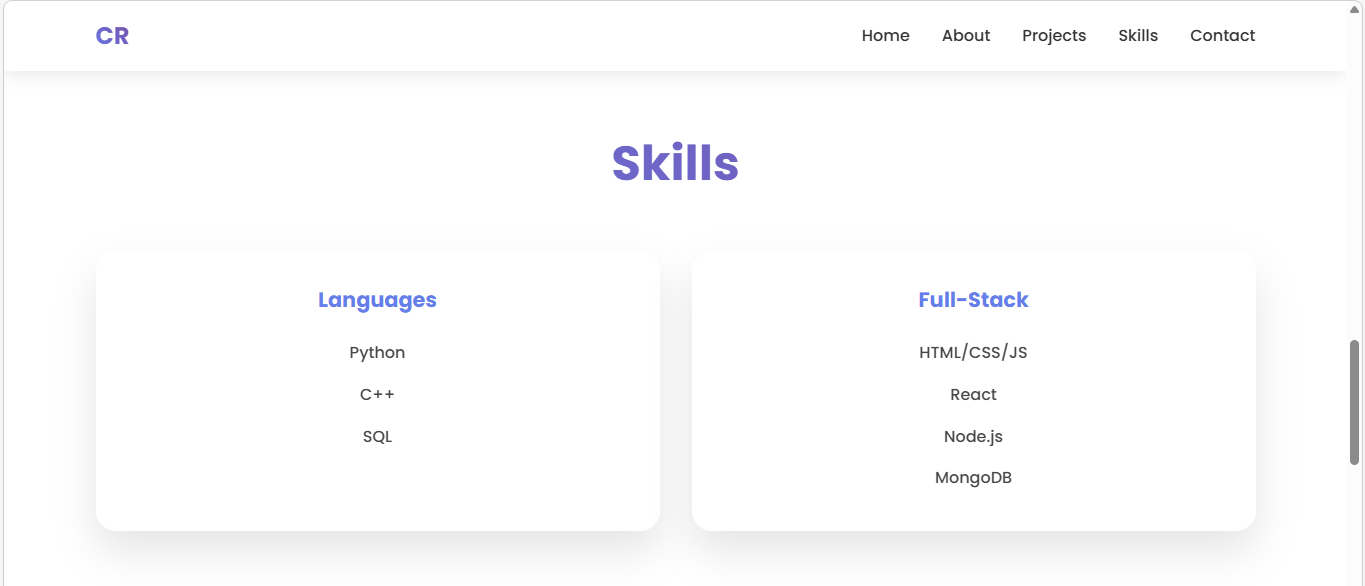 CR
Home About Projects Skills Contact
Skills
Languages
Python
C++
SQL
Full-Stack
HTML/CSS/JS
React
Node.js
MongoDB